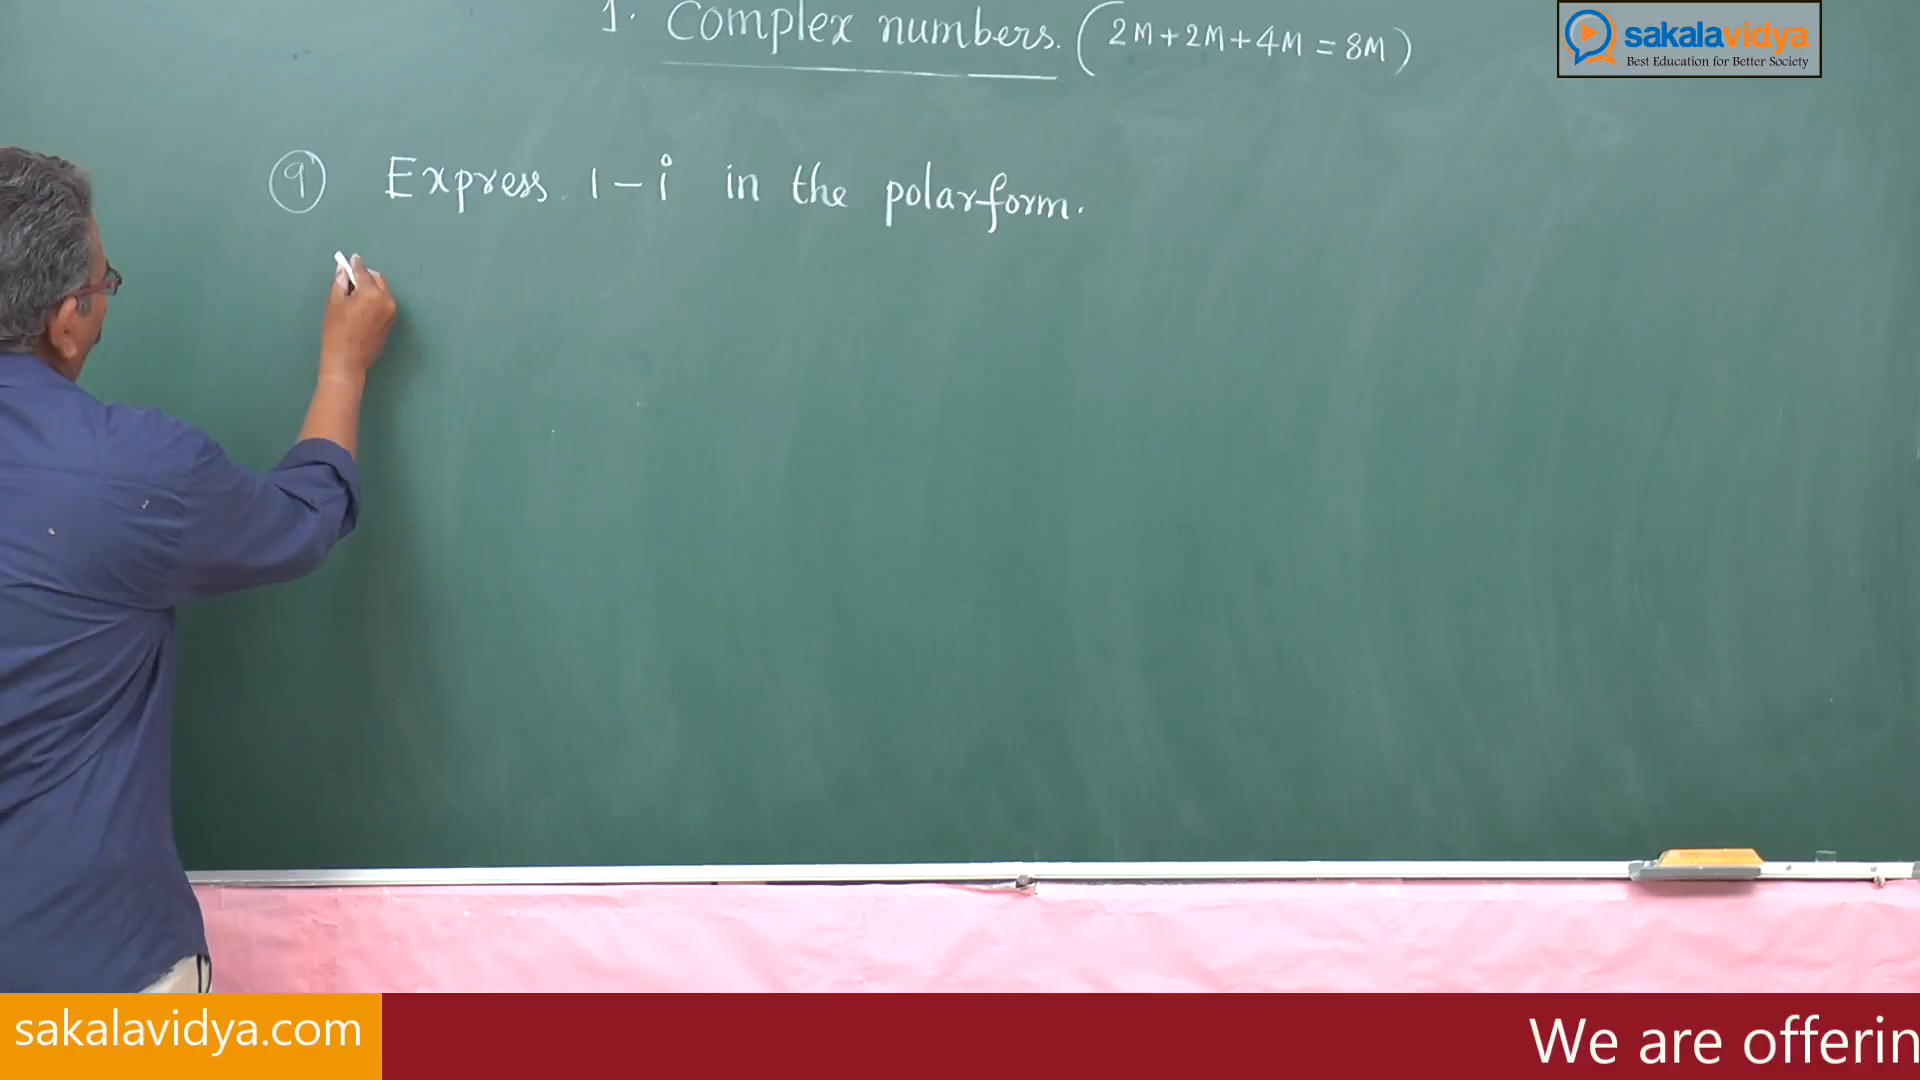 1. Complex numbers. (2M+2M+4M = 8M)
sakalavidya
Best Education for Better Society
9 Express 1-i in the polar form.
sakalavidya.com
We are offerin